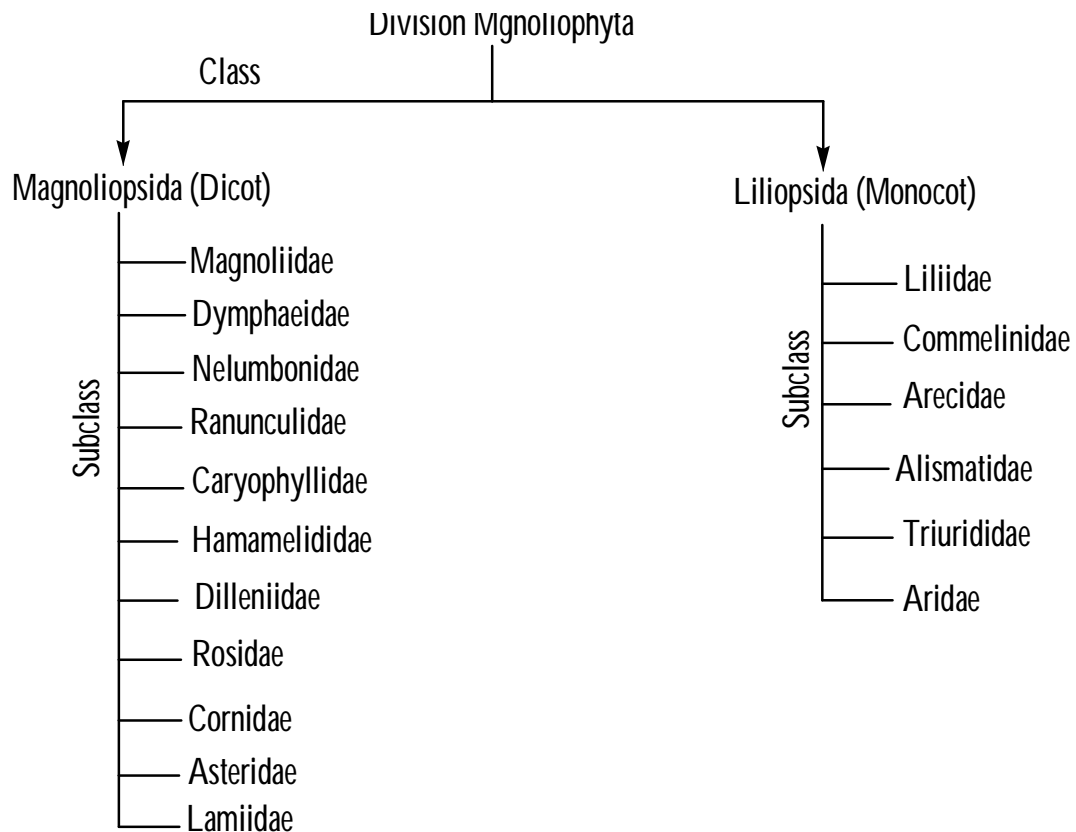 Division Mgnoliophyta
Class
Magnoliopsida (Dicot)
Liliopsida (Monocot)
Subclass
Magnoliidae
Dymphaeidae
Nelumbonidae
Ranunculidae
Caryophyllidae
Hamamelididae
Dilleniidae
Rosidae
Cornidae
Asteridae
Lamiidae
Subclass
Liliidae
Commelinidae
Arecidae
Alismatidae
Triurididae
Aridae